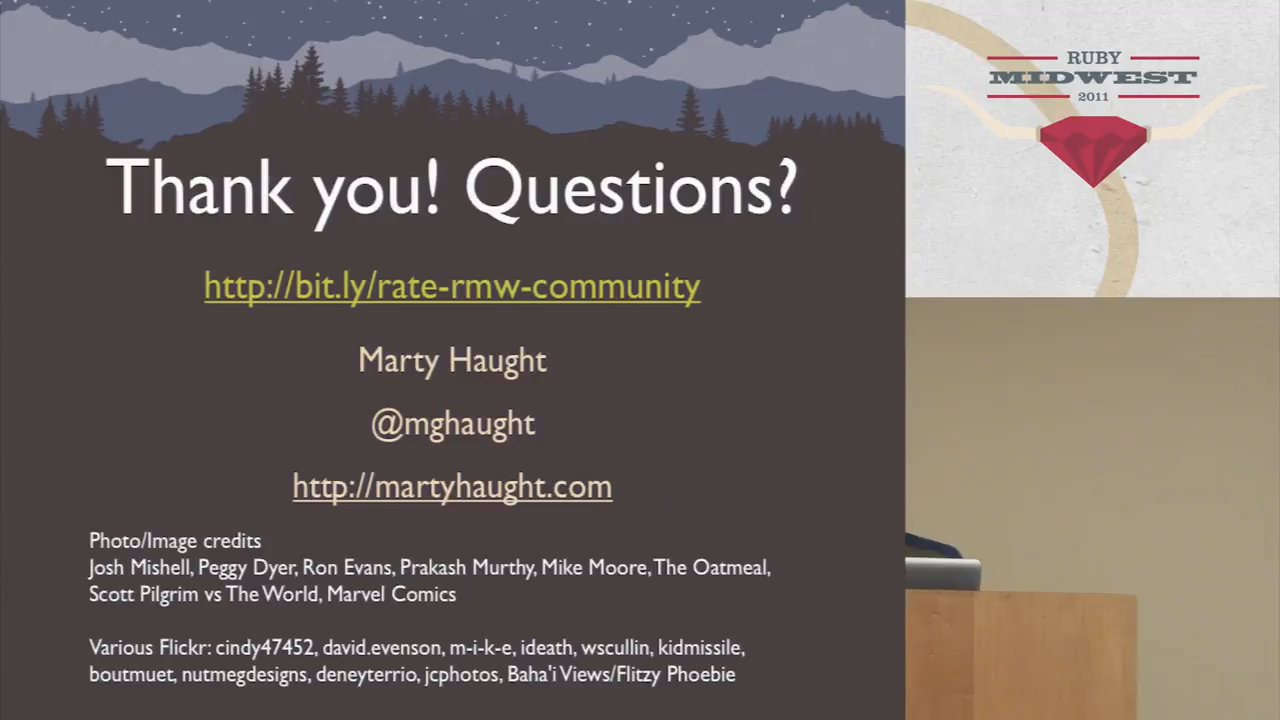 Thank you! Questions?
http://bit.ly/rate-rmw-community
Marty Haught
@mghaught
http://martyhaught.com
Photo/Image credits
Josh Mishell, Peggy Dyer, Ron Evans, Prakash Murthy, Mike Moore, The Oatmeal,
Scott Pilgrim vs The World, Marvel Comics
Various Flickr: cindy47452, david.evenson, m-i-k-e, ideath, wscullin, kidmissile,
boutmuet, nutmegdesigns, deneyterrio, jcphotos, Baha'i Views/Flitzy Phoebie
RUBY
MIDWEST
2011